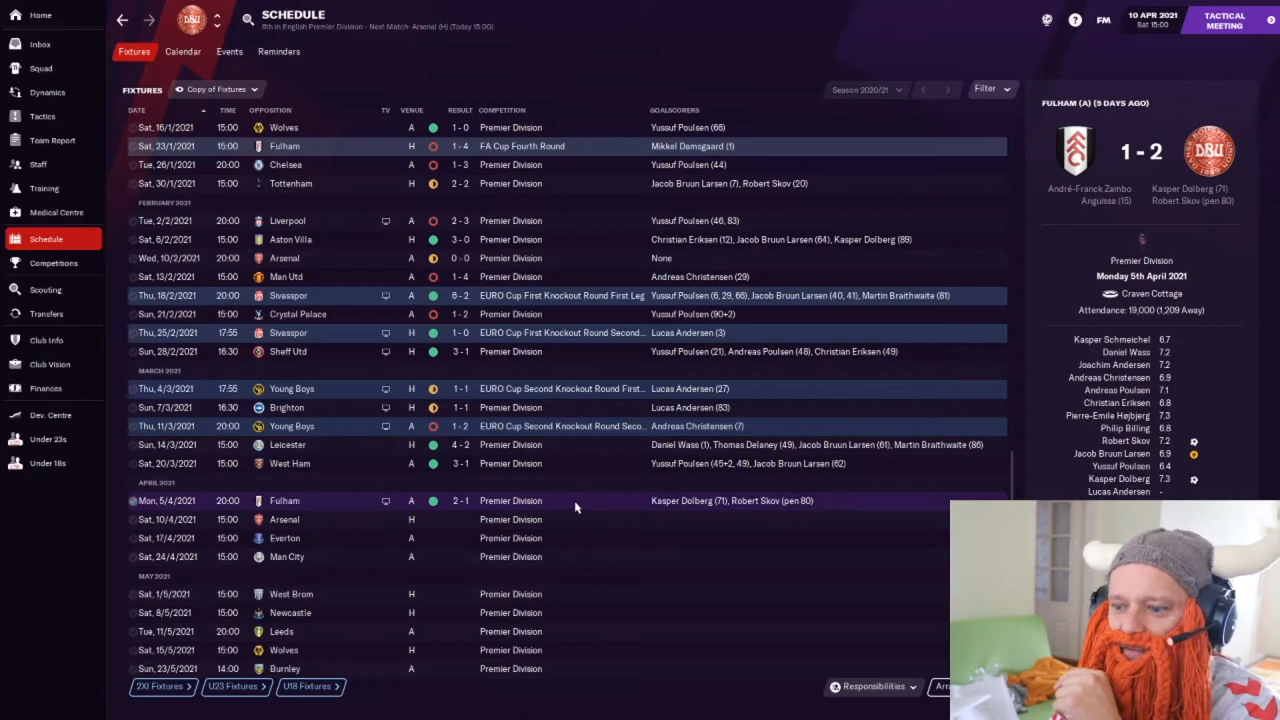 Home
SCHEDULE
6th in English Premier Division - Next Match: Arsenal (H) (Today 15:00)
FM
10 APR 2021
Sat 15:00
TACTICAL MEETING
Inbox
Squad
Dynamics
Tactics
Team Report
Staff
Training
Medical Centre
Schedule
Competitions
Scouting
Transfers
Club Info
Club Vision
Finances
Dev. Centre
Under 23s
Under 18s
Fixtures Calendar Events Reminders
FIXTURES Copy of Fixtures Season 2020/21 Filter
DATE TIME OPPOSITION TV VENUE RESULT COMPETITION GOALSCORERS
Sat, 16/1/2021 15:00 Wolves A 1 - 0 Premier Division Yussuf Poulsen (66)
Sat, 23/1/2021 15:00 Fulham H 1 - 4 FA Cup Fourth Round Mikkel Damsgaard (1)
Tue, 26/1/2021 20:00 Chelsea A 1 - 3 Premier Division Yussuf Poulsen (44)
Sat, 30/1/2021 15:00 Tottenham H 2 - 2 Premier Division Jacob Bruun Larsen (7), Robert Skov (20)
FEBRUARY 2021
Tue, 2/2/2021 20:00 Liverpool A 2 - 3 Premier Division Yussuf Poulsen (46, 83)
Sat, 6/2/2021 15:00 Aston Villa H 3 - 0 Premier Division Christian Eriksen (12), Jacob Bruun Larsen (64), Kasper Dolberg (89)
Wed, 10/2/2021 20:00 Arsenal A 0 - 0 Premier Division None
Sat, 13/2/2021 15:00 Man Utd A 1 - 4 Premier Division Andreas Christensen (29)
Thu, 18/2/2021 20:00 Sivasspor A 6 - 2 EURO Cup First Knockout Round First Leg Yussuf Poulsen (6, 29, 66), Jacob Bruun Larsen (40, 41), Martin Braithwaite (81)
Sun, 21/2/2021 15:00 Crystal Palace A 1 - 2 Premier Division Yussuf Poulsen (90+2)
Thu, 25/2/2021 17:55 Sivasspor H 1 - 0 EURO Cup First Knockout Round Second... Lucas Andersen (3)
Sun, 28/2/2021 16:30 Sheff Utd H 3 - 1 Premier Division Yussuf Poulsen (21), Andreas Poulsen (48), Christian Eriksen (49)
MARCH 2021
Thu, 4/3/2021 17:55 Young Boys H 1 - 1 EURO Cup Second Knockout Round First... Lucas Andersen (27)
Sun, 7/3/2021 16:30 Brighton H 1 - 1 Premier Division Lucas Andersen (83)
Thu, 11/3/2021 20:00 Young Boys A 1 - 2 EURO Cup Second Knockout Round Seco... Andreas Christensen (7)
Sun, 14/3/2021 15:00 Leicester H 4 - 2 Premier Division Daniel Wass (1), Thomas Delaney (49), Jacob Bruun Larsen (61), Martin Braithwaite (86)
Sat, 20/3/2021 15:00 West Ham A 3 - 1 Premier Division Yussuf Poulsen (45+2, 49), Jacob Bruun Larsen (62)
APRIL 2021
Mon, 5/4/2021 20:00 Fulham A 2 - 1 Premier Division Kasper Dolberg (71), Robert Skov (pen 80)
Sat, 10/4/2021 15:00 Arsenal H Premier Division
Sat, 17/4/2021 15:00 Everton A Premier Division
Sat, 24/4/2021 15:00 Man City A Premier Division
MAY 2021
Sat, 1/5/2021 15:00 West Brom H Premier Division
Sat, 8/5/2021 15:00 Newcastle H Premier Division
Tue, 11/5/2021 20:00 Leeds A Premier Division
Sat, 15/5/2021 15:00 Wolves H Premier Division
Sun, 23/5/2021 14:00 Burnley A Premier Division
2XI Fixtures U23 Fixtures U18 Fixtures Responsibilities Arra
FULHAM (A) (5 DAYS AGO)
1 - 2
DBU
André-Franck Zambo Anguissa (15)
Kasper Dolberg (71)
Robert Skov (pen 80)
Premier Division
Monday 5th April 2021
Craven Cottage
Attendance: 19,000 (1,209 Away)
Kasper Schmeichel 6.7
Daniel Wass 7.2
Joachim Andersen 7.2
Andreas Christensen 6.9
Andreas Poulsen 7.1
Christian Eriksen 6.8
Pierre-Emile Højbjerg 7.3
Philip Billing 6.8
Robert Skov 7.2
Jacob Bruun Larsen 6.9
Yussuf Poulsen 6.4
Kasper Dolberg 7.3
Lucas Andersen -